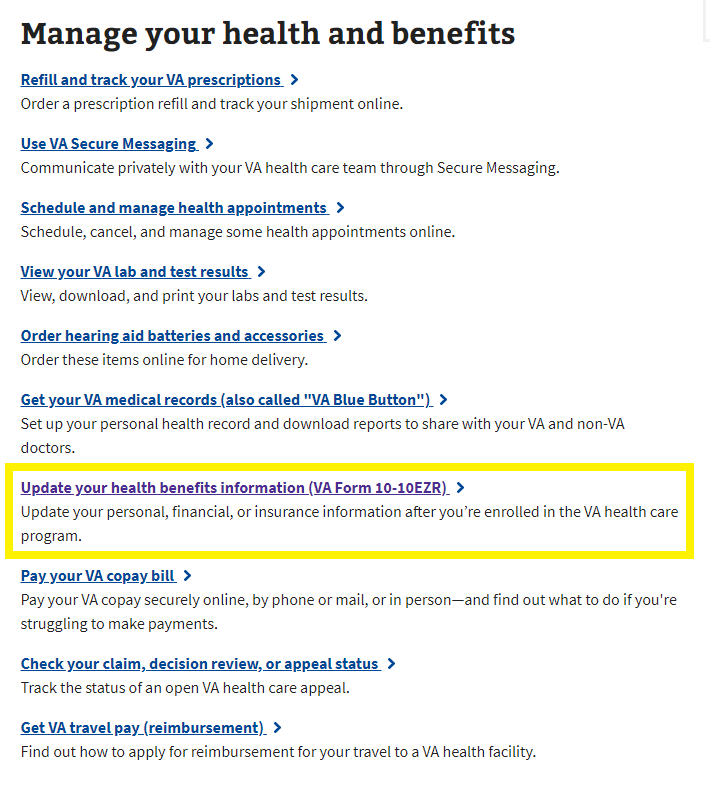 Manage your health and benefits
Refill and track your VA prescriptions
Order a prescription refill and track your shipment online.
Use VA Secure Messaging
Communicate privately with your VA health care team through Secure Messaging.
Schedule and manage health appointments
Schedule, cancel, and manage some health appointments online.
View your VA lab and test results
View, download, and print your labs and test results.
Order hearing aid batteries and accessories
Order these items online for home delivery.
Get your VA medical records (also called "VA Blue Button")
Set up your personal health record and download reports to share with your VA and non-VA
doctors.
Update your health benefits information (VA Form 10-10EZR)
Update your personal, financial, or insurance information after you’re enrolled in the VA health care
program.
Pay your VA copay bill
Pay your VA copay securely online, by phone or mail, or in person—and find out what to do if you're
struggling to make payments.
Check your claim, decision review, or appeal status
Track the status of an open VA health care appeal.
Get VA travel pay (reimbursement)
Find out how to apply for reimbursement for your travel to a VA health facility.